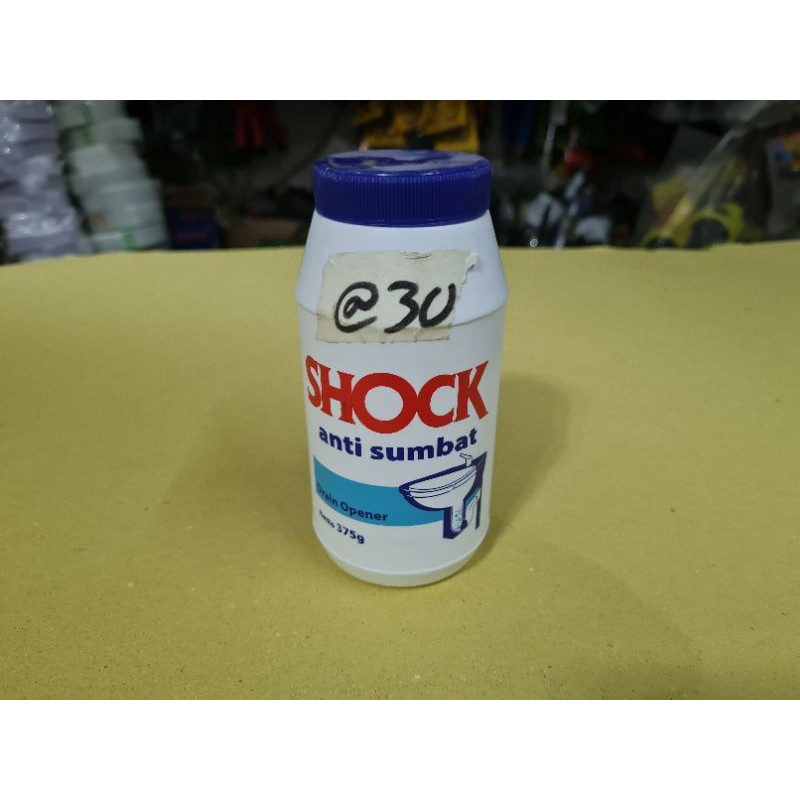 @30
SHOCK
anti sumbat
Drain Opener
Netto 375g